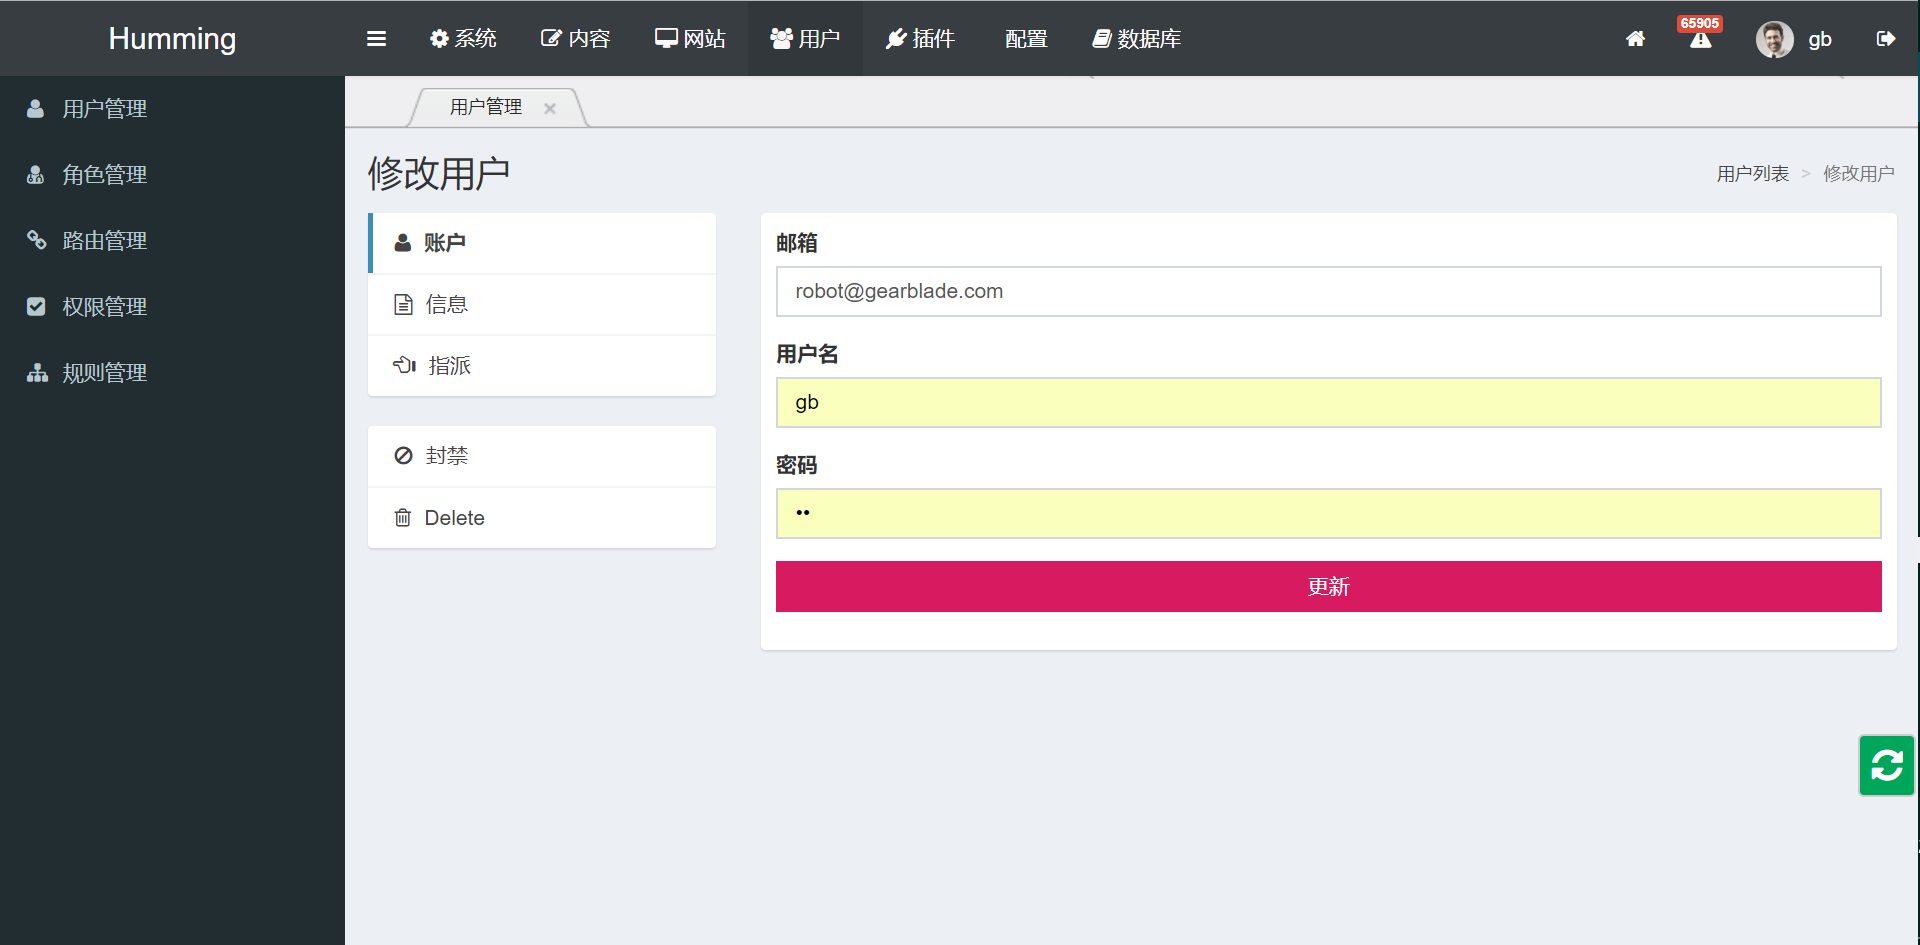 Humming
系统
内容
网站
用户
插件
配置
数据库
65905
gb
用户管理
角色管理
路由管理
权限管理
规则管理
用户管理
修改用户
用户列表 > 修改用户
账户
信息
指派
封禁
Delete
邮箱
robot@gearblade.com
用户名
gb
密码
••
更新